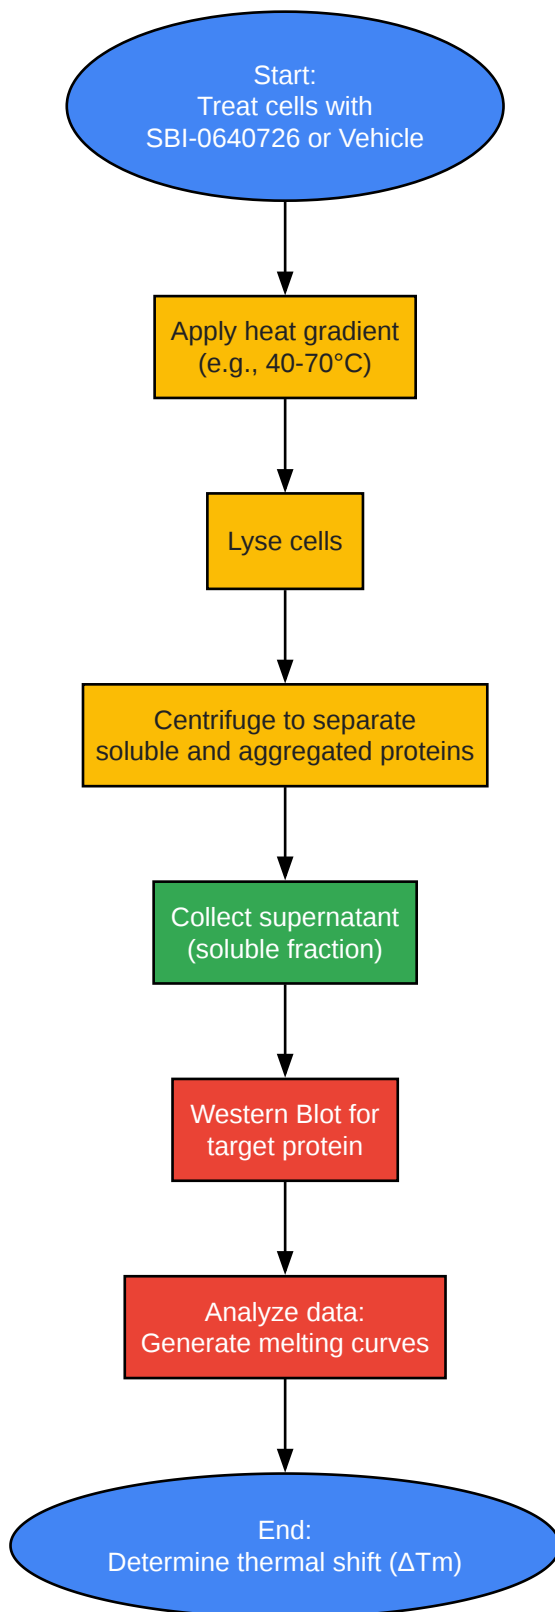 Start:
Treat cells with
SBI-0640726 or Vehicle
Apply heat gradient
(e.g., 40-70°C)
Lyse cells
Centrifuge to separate
soluble and aggregated proteins
Collect supernatant
(soluble fraction)
Western Blot for
target protein
Analyze data:
Generate melting curves
End:
Determine thermal shift (ΔTm)